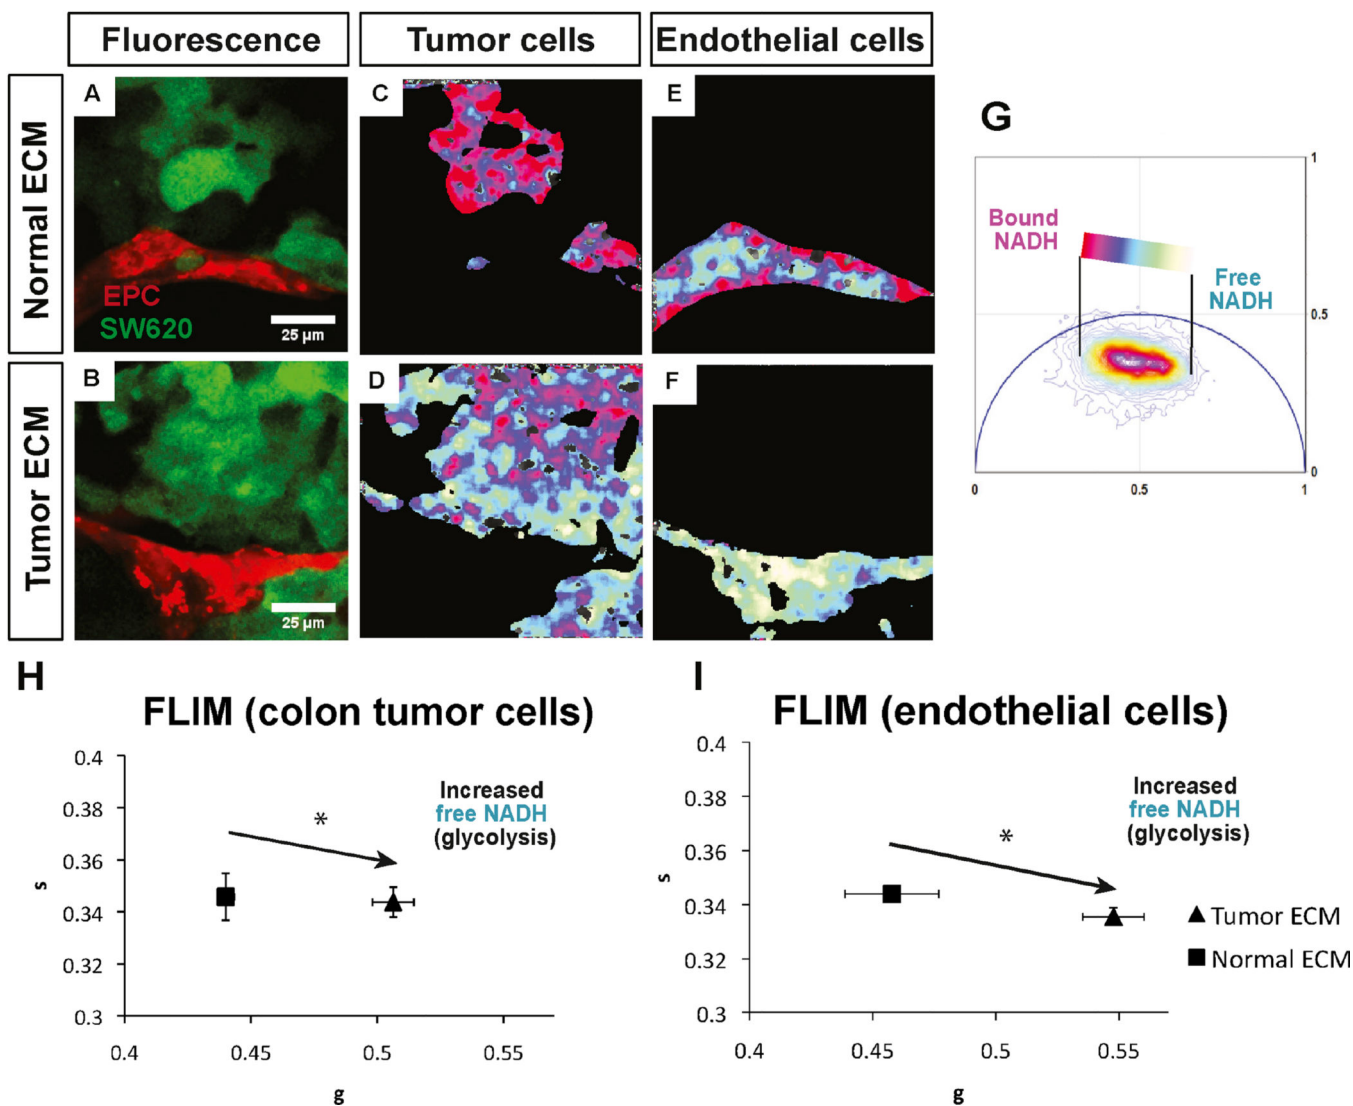 Fluorescence
Tumor cells
Endothelial cells
Normal ECM
A
EPC
SW620
25 µm
C
E
Tumor ECM
B
25 µm
D
F
G
1
Bound
NADH
Free
NADH
0.5
0
0
0.5
1
H
FLIM (colon tumor cells)
0.4
0.38
0.36
0.34
0.32
0.3
s
Increased
free NADH
(glycolysis)
*
0.4
0.45
0.5
0.55
g
I
FLIM (endothelial cells)
0.4
0.38
0.36
0.34
0.32
0.3
s
Increased
free NADH
(glycolysis)
*
Tumor ECM
Normal ECM
0.4
0.45
0.5
0.55
g